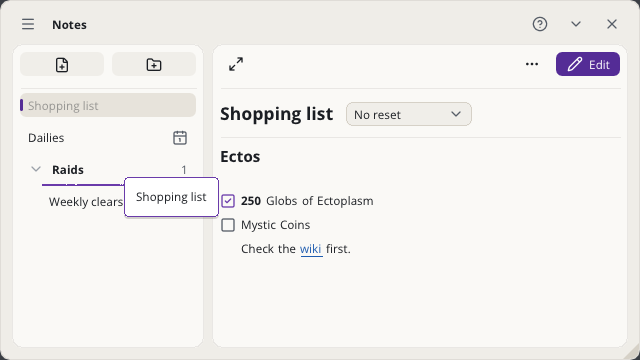 Notes
Edit
Shopping list
Dailies
Raids 1
Weekly clears
Shopping list
Shopping list No reset
Ectos
250 Globs of Ectoplasm
Mystic Coins
Check the wiki first.